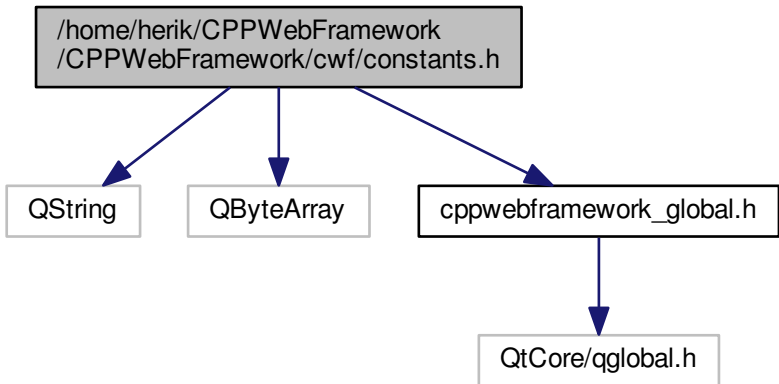 /home/herik/CPPWebFramework
/CPPWebFramework/cwf/constants.h
QString
QByteArray
cppwebframework_global.h
QtCore/qglobal.h